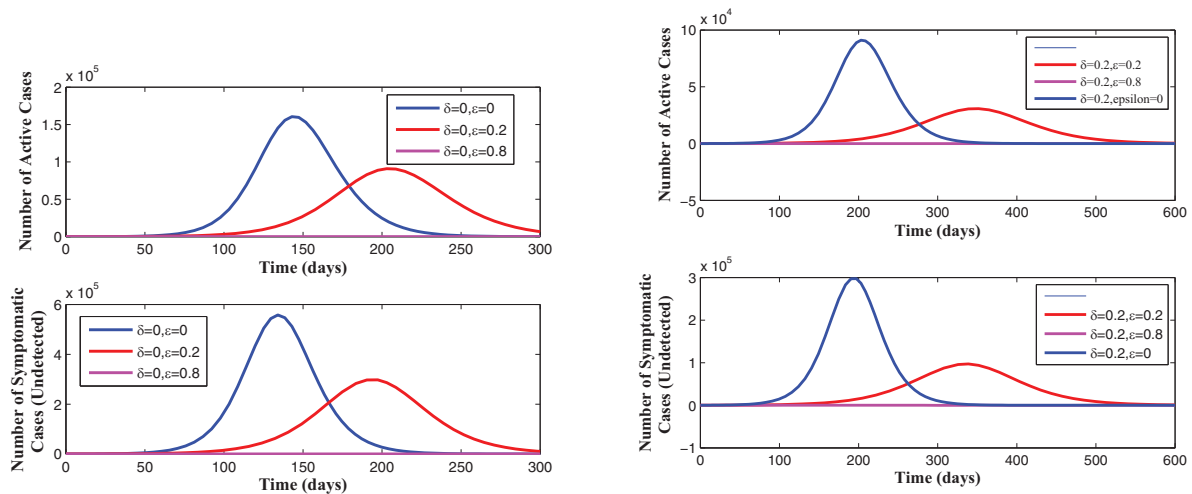 x 10^5
2
1.5
1
0.5
0
Number of Active Cases
δ=0,ε=0
δ=0,ε=0.2
δ=0,ε=0.8
0 50 100 150 200 250 300
Time (days)
x 10^5
6
4
2
0
Number of Symptomatic
Cases (Undetected)
δ=0,ε=0
δ=0,ε=0.2
δ=0,ε=0.8
0 50 100 150 200 250 300
Time (days)
x 10^4
10
5
0
−5
Number of Active Cases
δ=0.2,ε=0.2
δ=0.2,ε=0.8
δ=0.2,epsilon=0
0 100 200 300 400 500 600
Time (days)
x 10^5
3
2
1
0
−1
Number of Symptomatic
Cases (Undetected)
δ=0.2,ε=0.2
δ=0.2,ε=0.8
δ=0.2,ε=0
0 100 200 300 400 500 600
Time (days)